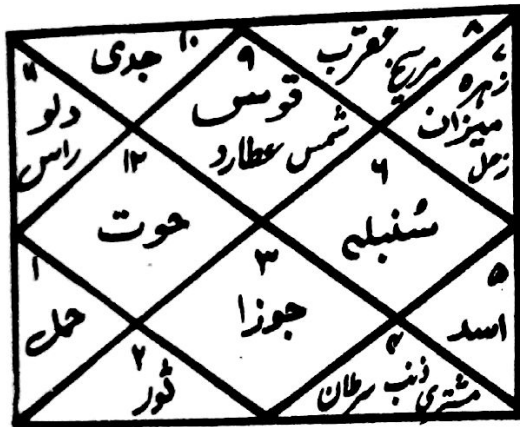 ۱۰ جدی
۹
قوس
شمس عطارد
۸
عقرب
مریخ
۷
زہرہ
میزان
زحل
۱۱
دلو
راس
۱۲
حوت
۶
سُنبلہ
۱
حمل
۳
جوزا
۵
اسد
۲
ثور
۴
مشتری ذنب سرطان